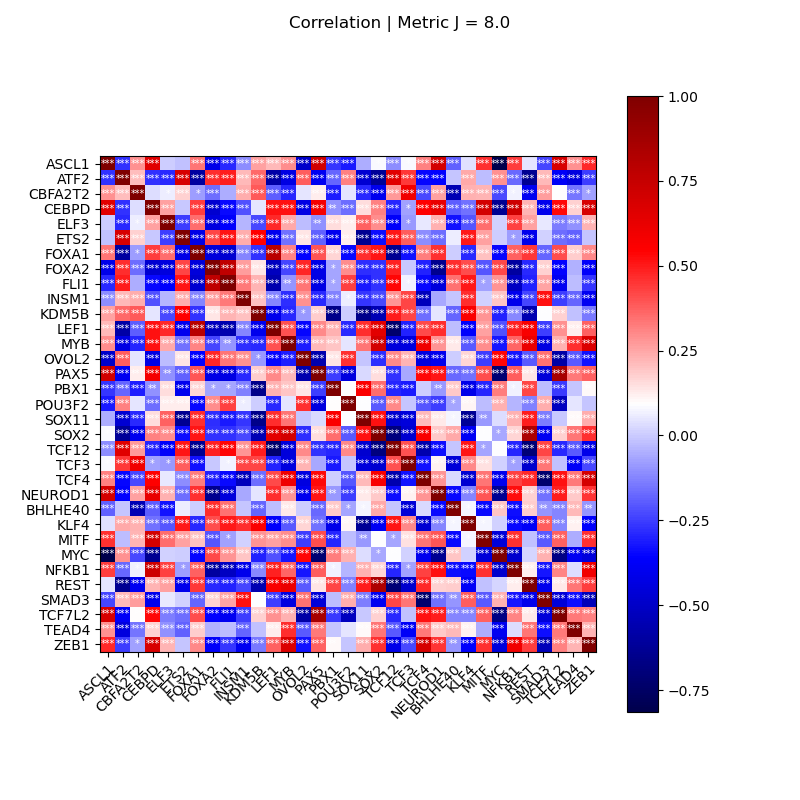 Correlation | Metric J = 8.0
ASCL1
ATF2
CBFA2T2
CEBPD
ELF3
ETS2
FOXA1
FOXA2
FLI1
INSM1
KDM5B
LEF1
MYB
OVOL2
PAX5
PBX1
POU3F2
SOX11
SOX2
TCF12
TCF3
TCF4
NEUROD1
BHLHE40
KLF4
MITF
MYC
NFKB1
REST
SMAD3
TCF7L2
TEAD4
ZEB1
ASCL1
ATF2
CBFA2T2
CEBPD
ELF3
ETS2
FOXA1
FOXA2
FLI1
INSM1
KDM5B
LEF1
MYB
OVOL2
PAX5
PBX1
POU3F2
SOX11
SOX2
TCF12
TCF3
TCF4
NEUROD1
BHLHE40
KLF4
MITF
MYC
NFKB1
REST
SMAD3
TCF7L2
TEAD4
ZEB1
1.00
0.75
0.50
0.25
0.00
−0.25
−0.50
−0.75